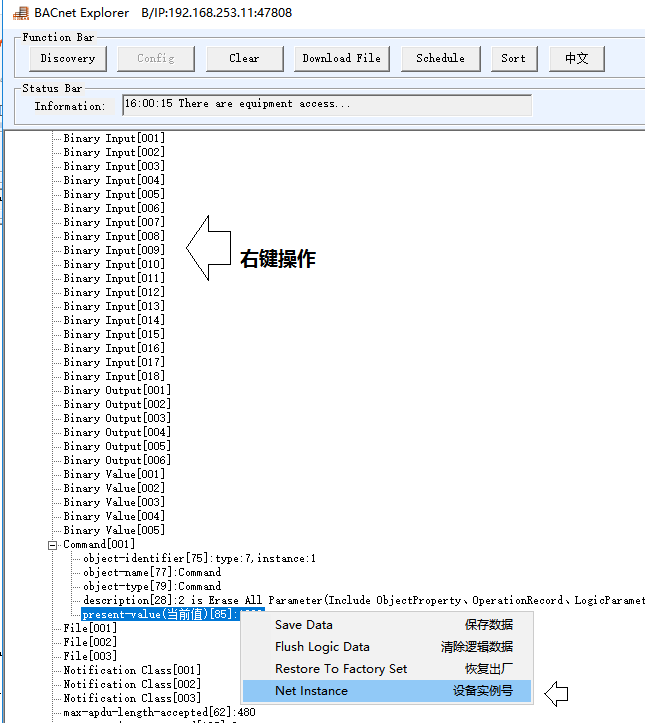 BACnet Explorer B/IP:192.168.253.11:47808
Function Bar
Discovery Config Clear Download File Schedule Sort 中文
Status Bar
Information: 16:00:15 There are equipment access...
Binary Input[001]
Binary Input[002]
Binary Input[003]
Binary Input[004]
Binary Input[005]
Binary Input[006]
Binary Input[007]
Binary Input[008]
Binary Input[009]
右键操作
Binary Input[010]
Binary Input[011]
Binary Input[012]
Binary Input[013]
Binary Input[014]
Binary Input[015]
Binary Input[016]
Binary Input[017]
Binary Input[018]
Binary Output[001]
Binary Output[002]
Binary Output[003]
Binary Output[004]
Binary Output[005]
Binary Output[006]
Binary Value[001]
Binary Value[002]
Binary Value[003]
Binary Value[004]
Binary Value[005]
Command[001]
object-identifier[75]:type:7,instance:1
object-name[77]:Command
object-type[79]:Command
description[28]:2 is Erase All Parameter(Include ObjectProperty、OperationRecord、LogicParamet
present-value(当前值)[85]:
Save Data 保存数据
File[001]
Flush Logic Data 清除逻辑数据
File[002]
File[003]
Restore To Factory Set 恢复出厂
Notification Class[001]
Notification Class[002]
Net Instance 设备实例号
Notification Class[003]
max-apdu-length-accepted[62]:480